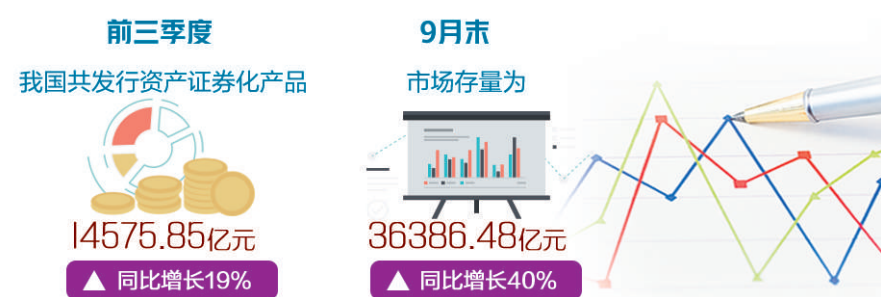 前三季度
我国共发行资产证券化产品
14575.85亿元
▲ 同比增长19%
9月末
市场存量为
36386.48亿元
▲ 同比增长40%